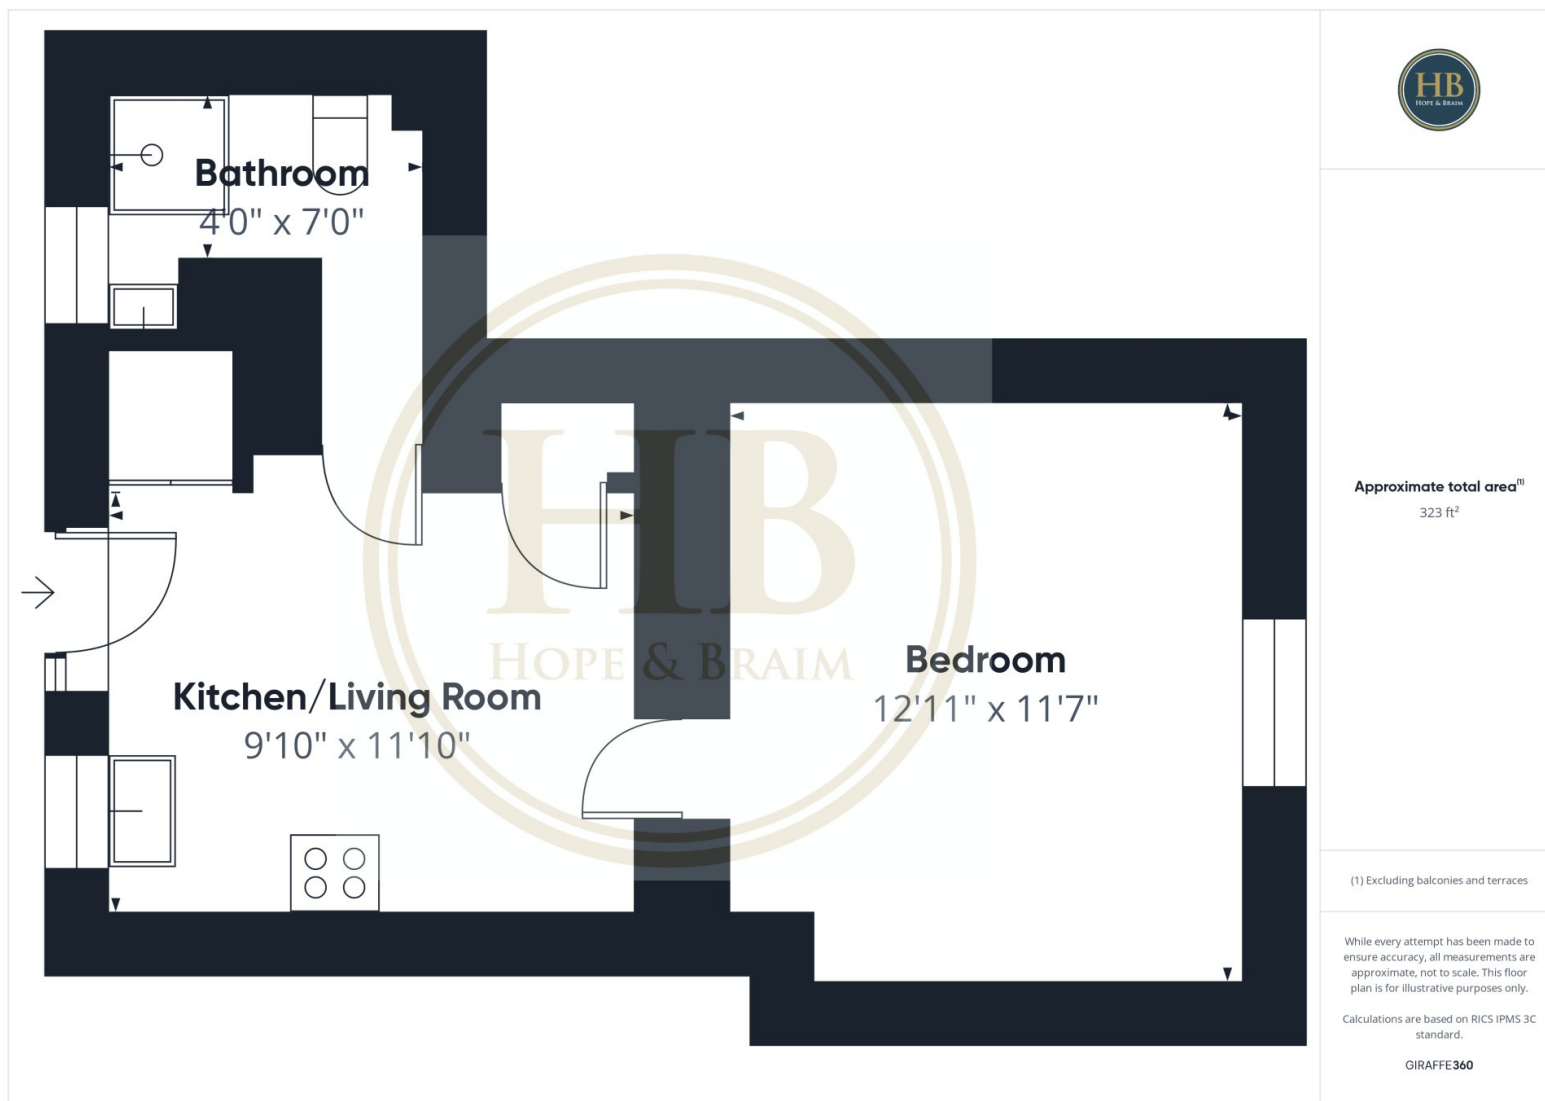 HB
HOPE & BRAIM
Bathroom
4'0" x 7'0"
HB
HOPE & BRAIM
Kitchen/Living Room
9'10" x 11'10"
Bedroom
12'11" x 11'7"
Approximate total area(1)
323 ft²
(1) Excluding balconies and terraces
While every attempt has been made to
ensure accuracy, all measurements are
approximate, not to scale. This floor
plan is for illustrative purposes only.
Calculations are based on RICS IPMS 3C
standard.
GIRAFFE360